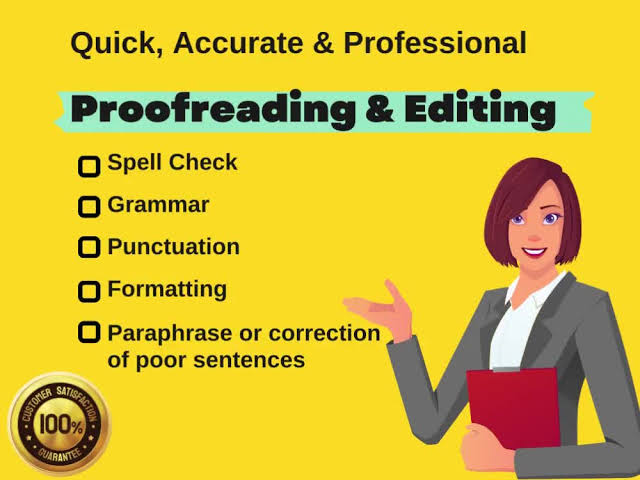 Quick, Accurate & Professional
Proofreading & Editing
Spell Check
Grammar
Punctuation
Formatting
Paraphrase or correction
of poor sentences
CUSTOMER SATISFACTION
100%
GUARANTEE